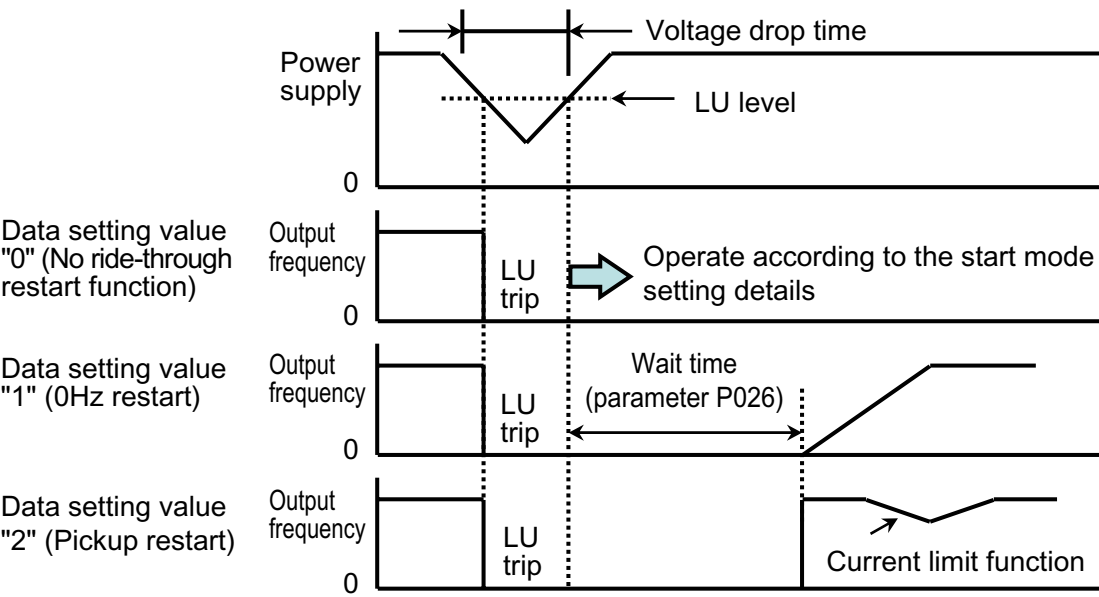 Voltage drop time
Power
supply
LU level
0
Data setting value
"0" (No ride-through
restart function)
Output
frequency
LU
trip
Operate according to the start mode
setting details
0
Data setting value
"1" (0Hz restart)
Output
frequency
LU
trip
Wait time
(parameter P026)
0
Data setting value
"2" (Pickup restart)
Output
frequency
LU
trip
Current limit function
0